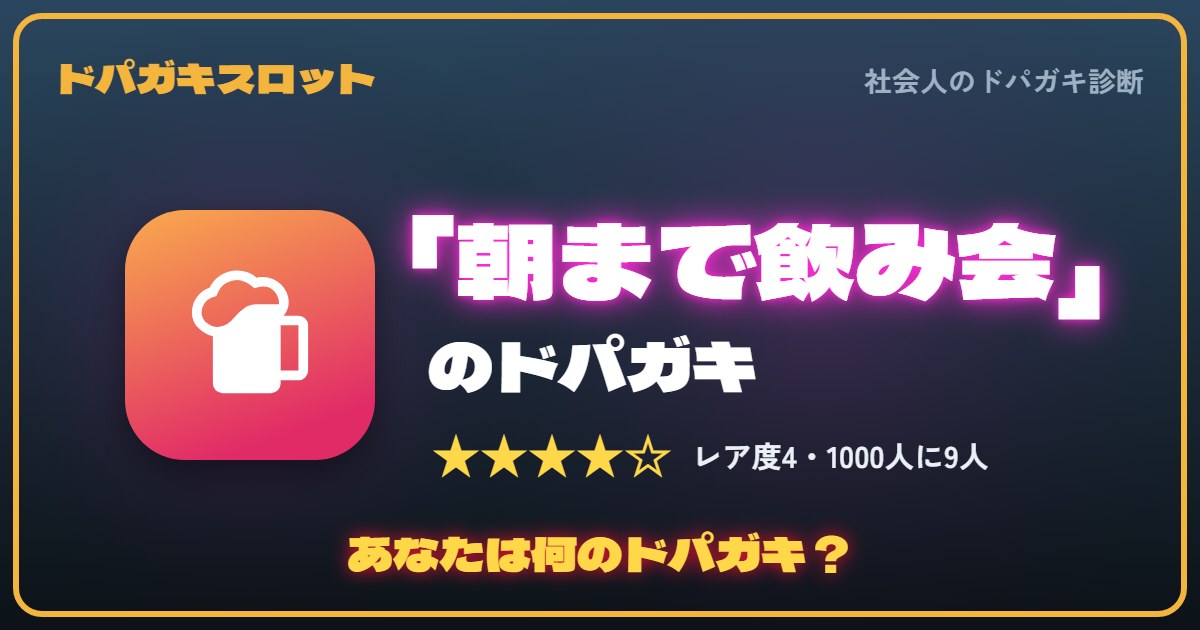 ドパガキスロット
社会人のドパガキ診断
「朝まで飲み会」
のドパガキ
★★★★☆ レア度4・1000人に9人
あなたは何のドパガキ？